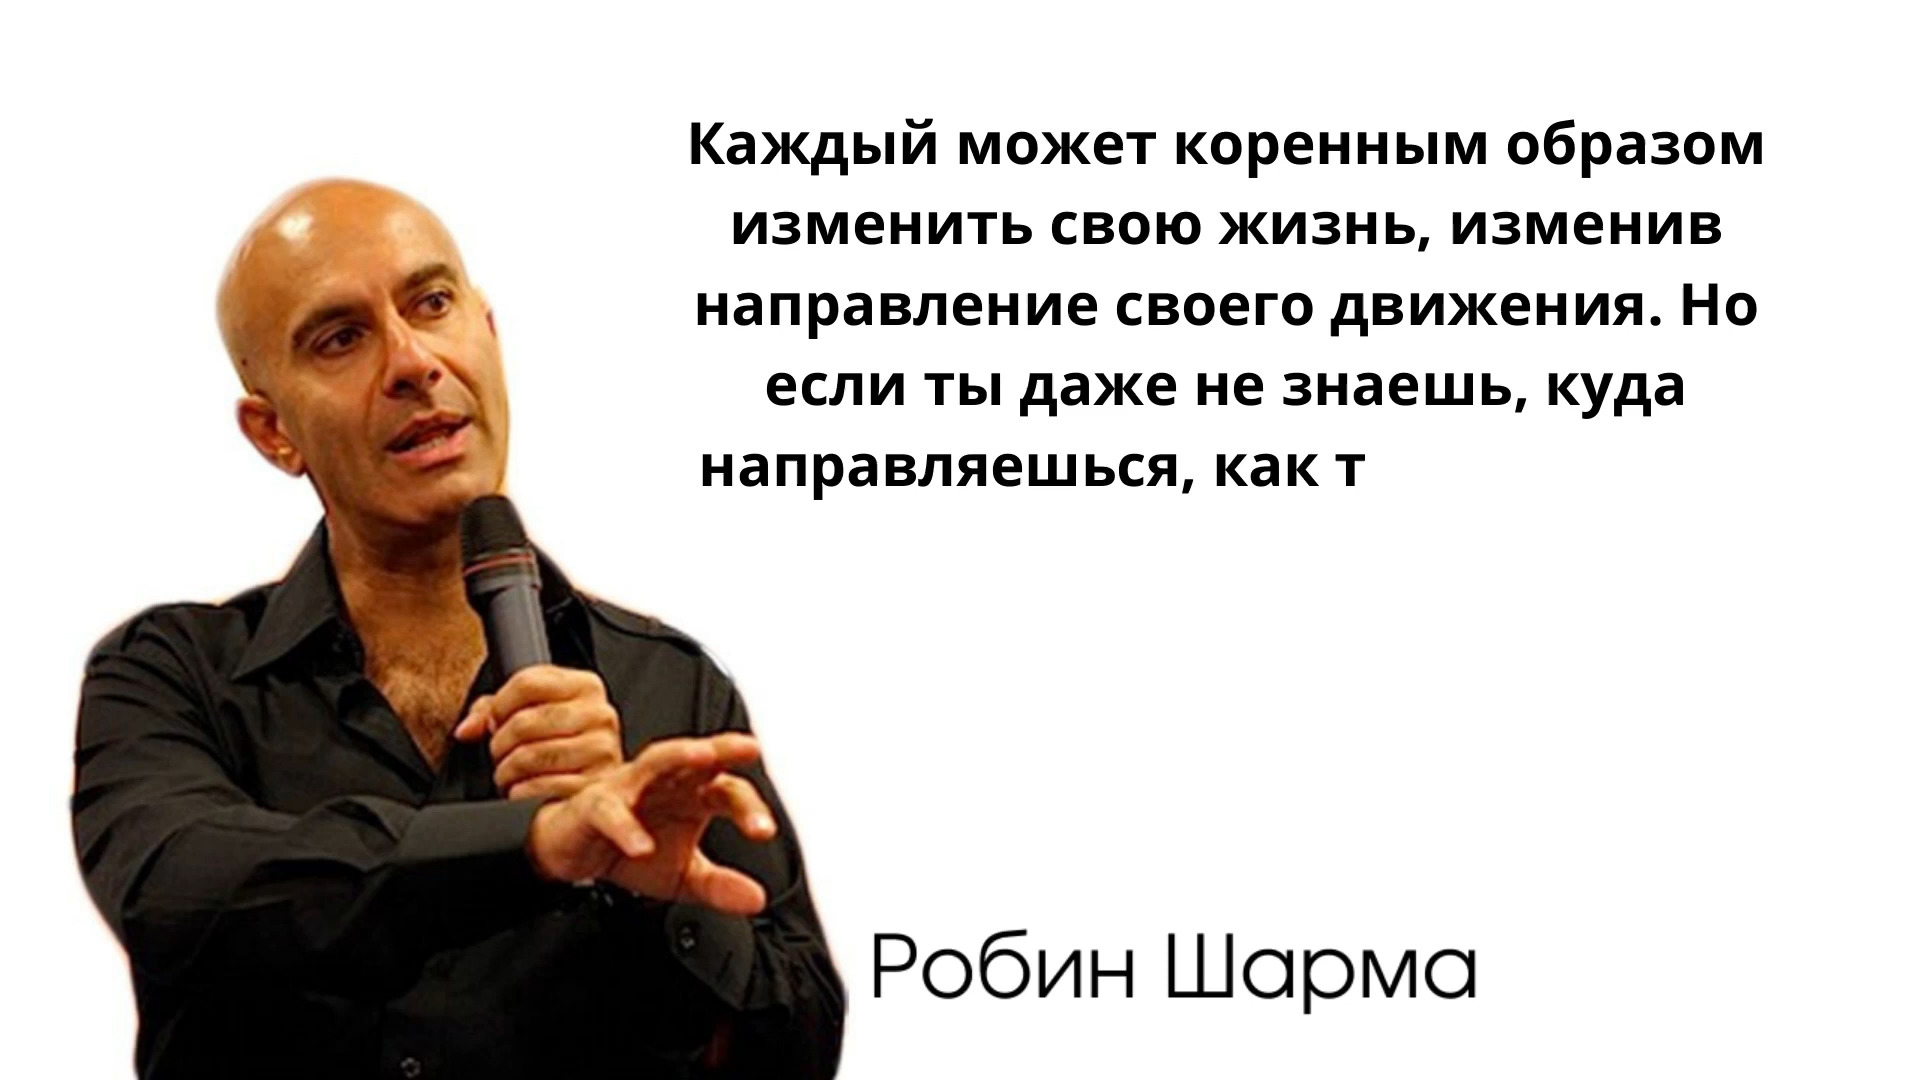 Каждый может коренным образом
изменить свою жизнь, изменив
направление своего движения. Но
если ты даже не знаешь, куда
направляешься, как т
Робин Шарма